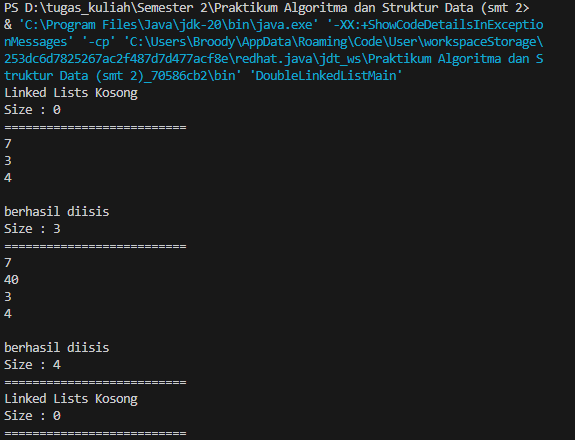 PS D:\tugas_kuliah\Semester 2\Praktikum Algoritma dan Struktur Data (smt 2>
& 'C:\Program Files\Java\jdk-20\bin\java.exe' '-XX:+ShowCodeDetailsInExceptio
nMessages' '-cp' 'C:\Users\Broody\AppData\Roaming\Code\User\workspaceStorage\
253dc6d7825267ac2f487d7d477acf8e\redhat.java\jdt_ws\Praktikum Algoritma dan S
truktur Data (smt 2)_70586cb2\bin' 'DoubleLinkedListMain'
Linked Lists Kosong
Size : 0
==========================
7
3
4
berhasil diisis
Size : 3
==========================
7
40
3
4
berhasil diisis
Size : 4
==========================
Linked Lists Kosong
Size : 0
==========================